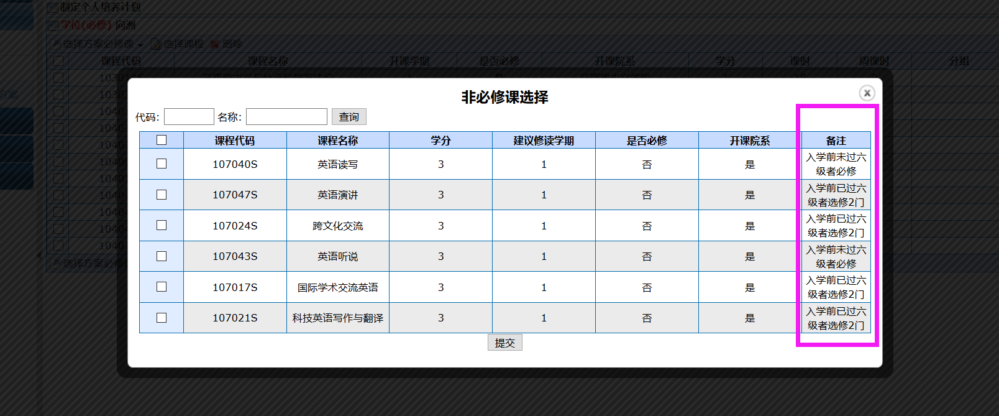 制定个人培养计划
学位(必修) 向洲
选择方案必修课 选择课程 删除
课程代码 课程名称 开课学期 是否必修 开课院系 学分 课时 周课时 分组
非必修课选择
代码: 名称: 查询
课程代码 课程名称 学分 建议修读学期 是否必修 开课院系 备注
107040S 英语读写 3 1 否 是 入学前未过六
级者必修
107047S 英语演讲 3 1 否 是 入学前已过六
级者选修2门
107024S 跨文化交流 3 1 否 是 入学前已过六
级者选修2门
107043S 英语听说 3 1 否 是 入学前未过六
级者必修
107017S 国际学术交流英语 3 1 否 是 入学前已过六
级者选修2门
107021S 科技英语写作与翻译 3 1 否 是 入学前已过六
级者选修2门
提交
方案
选择方案必修